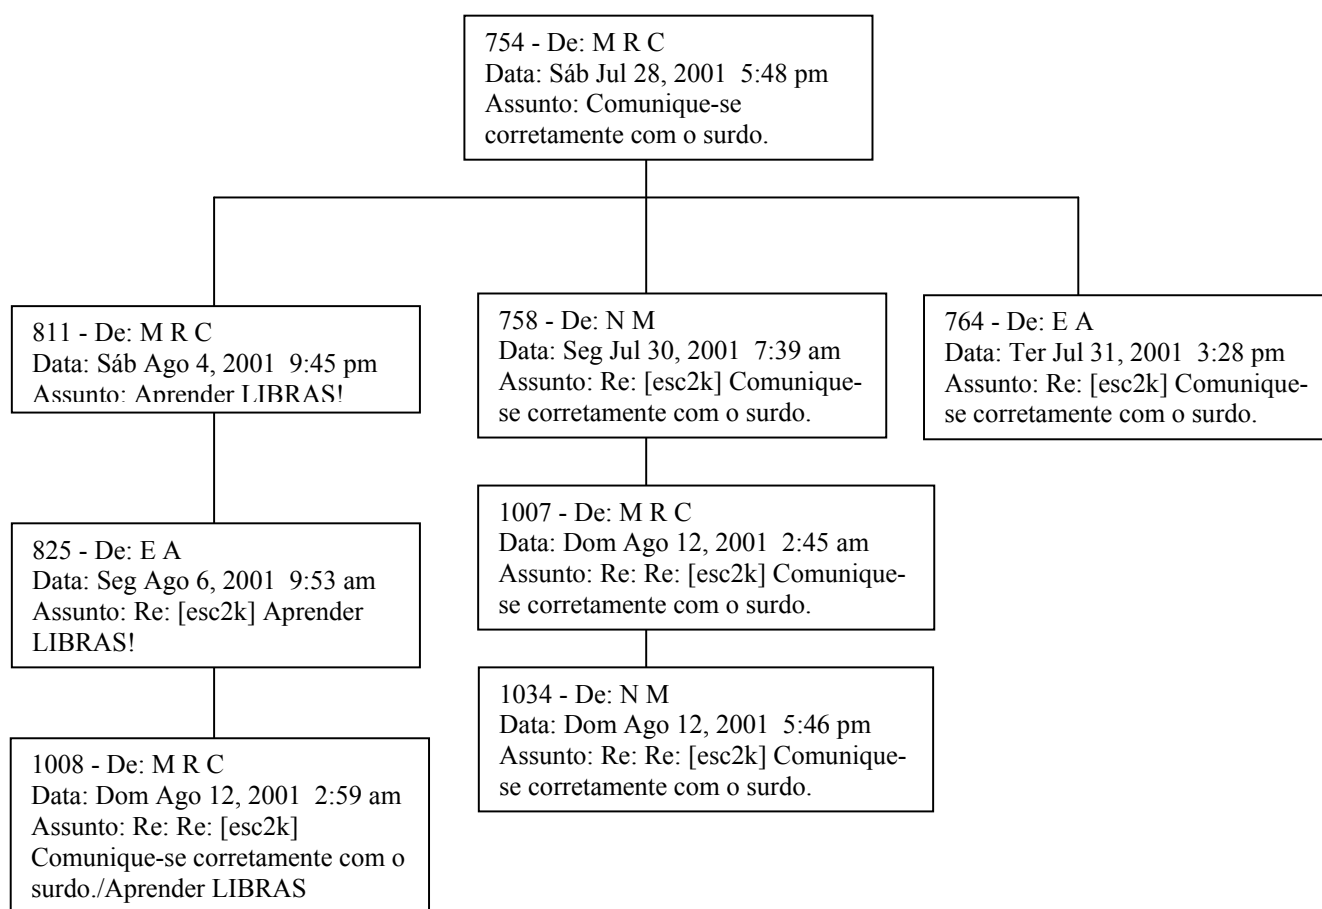 754 - De: M R C
Data: Sáb Jul 28, 2001  5:48 pm
Assunto: Comunique-se
corretamente com o surdo.
811 - De: M R C
Data: Sáb Ago 4, 2001  9:45 pm
Assunto: Aprender LIBRAS!
758 - De: N M
Data: Seg Jul 30, 2001  7:39 am
Assunto: Re: [esc2k] Comunique-
se corretamente com o surdo.
764 - De: E A
Data: Ter Jul 31, 2001  3:28 pm
Assunto: Re: [esc2k] Comunique-
se corretamente com o surdo.
825 - De: E A
Data: Seg Ago 6, 2001  9:53 am
Assunto: Re: [esc2k] Aprender
LIBRAS!
1007 - De: M R C
Data: Dom Ago 12, 2001  2:45 am
Assunto: Re: Re: [esc2k] Comunique-
se corretamente com o surdo.
1034 - De: N M
Data: Dom Ago 12, 2001  5:46 pm
Assunto: Re: Re: [esc2k] Comunique-
se corretamente com o surdo.
1008 - De: M R C
Data: Dom Ago 12, 2001  2:59 am
Assunto: Re: Re: [esc2k]
Comunique-se corretamente com o
surdo./Aprender LIBRAS